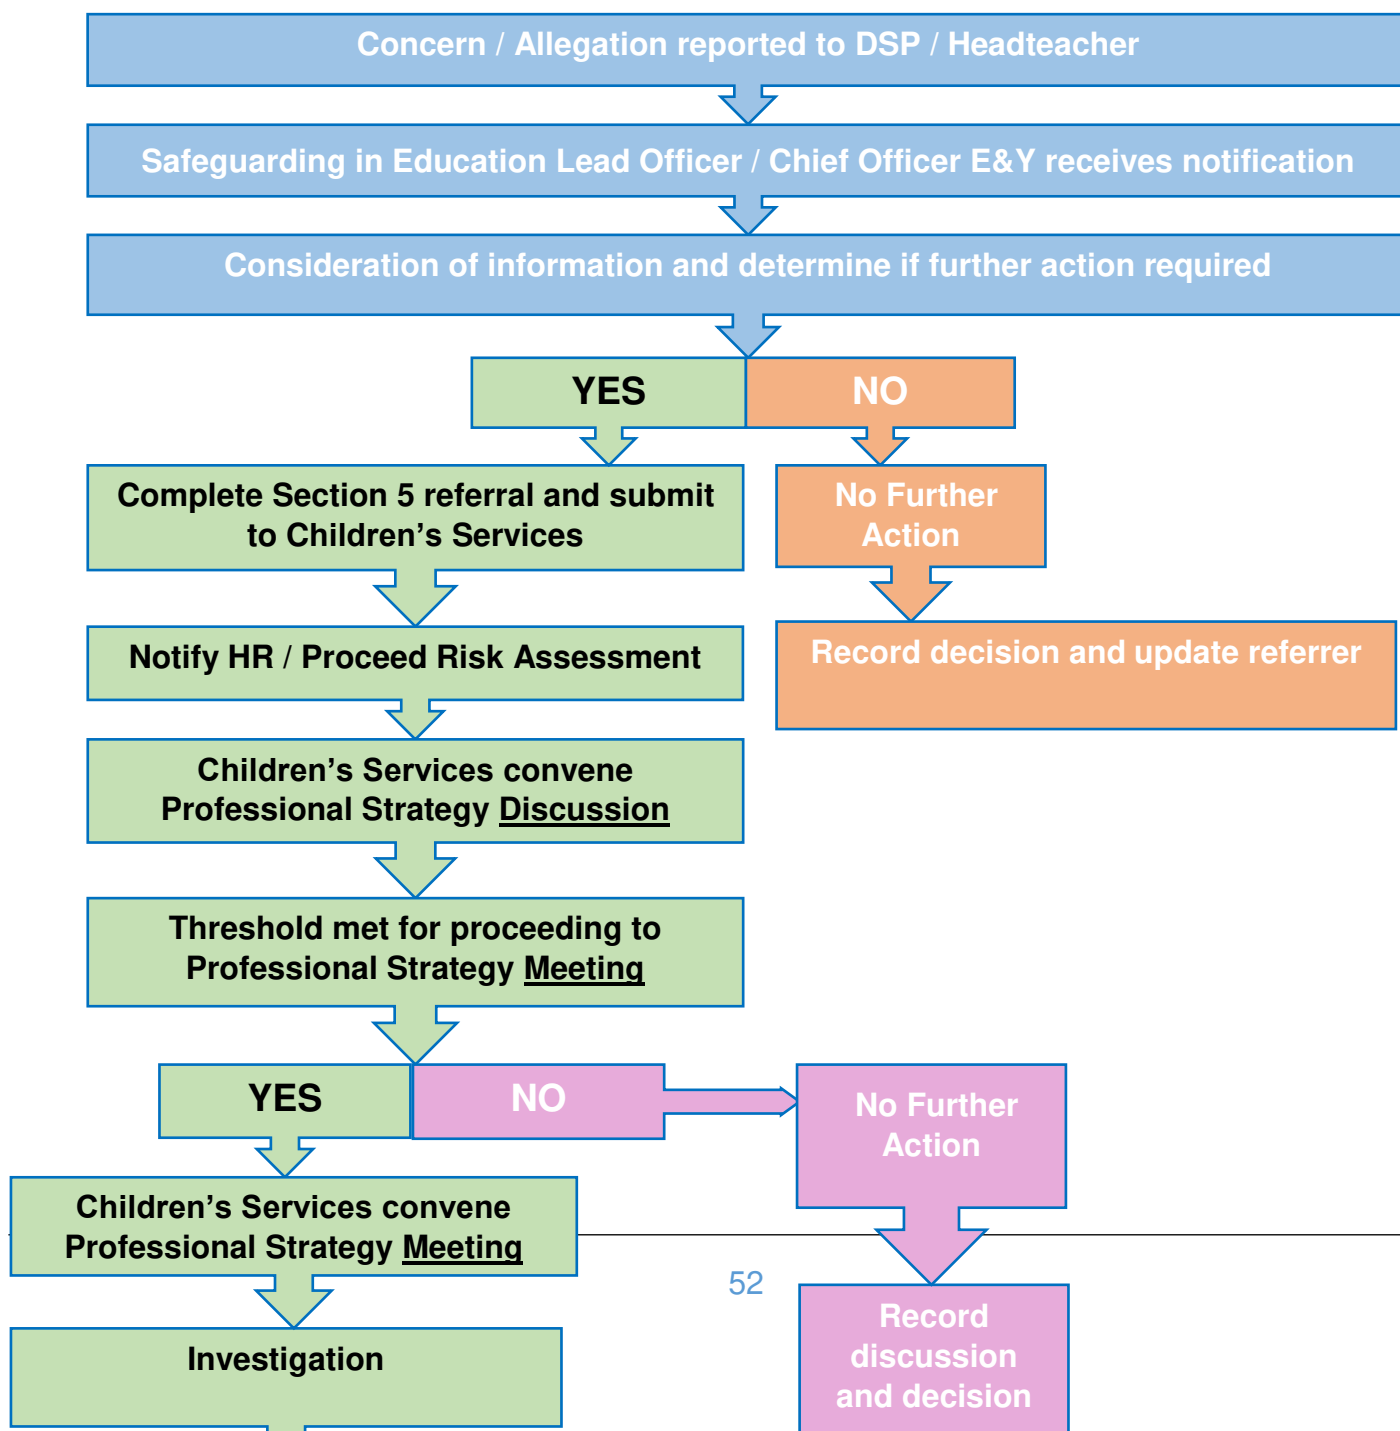 Concern / Allegation reported to DSP / Headteacher
Safeguarding in Education Lead Officer / Chief Officer E&Y receives notification
Consideration of information and determine if further action required
YES
NO
Complete Section 5 referral and submit
to Children’s Services
No Further
Action
Notify HR / Proceed Risk Assessment
Record decision and update referrer
Children’s Services convene
Professional Strategy Discussion
Threshold met for proceeding to
Professional Strategy Meeting
YES
NO
No Further
Action
Children’s Services convene
Professional Strategy Meeting
52
Record
discussion
and decision
Investigation